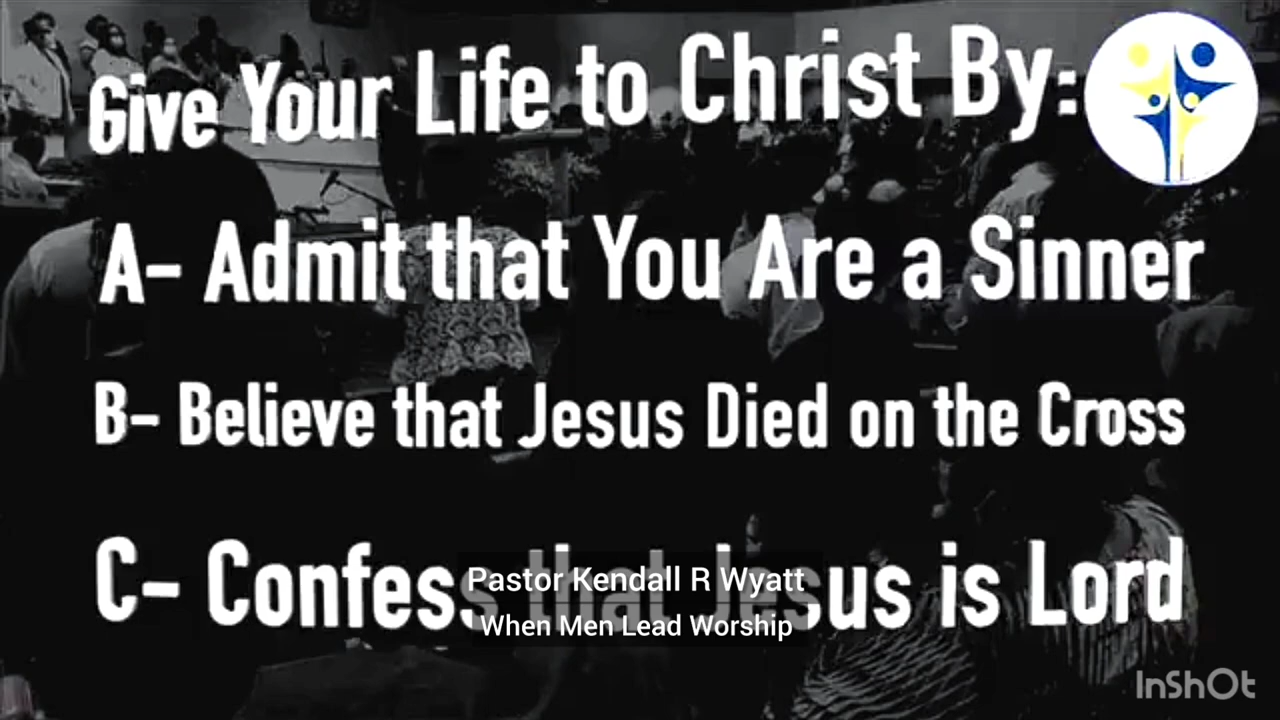 Give Your Life to Christ By:
A- Admit that You Are a Sinner
B- Believe that Jesus Died on the Cross
C- Confess that Jesus is Lord
Pastor Kendall R Wyatt
When Men Lead Worship
InShOt